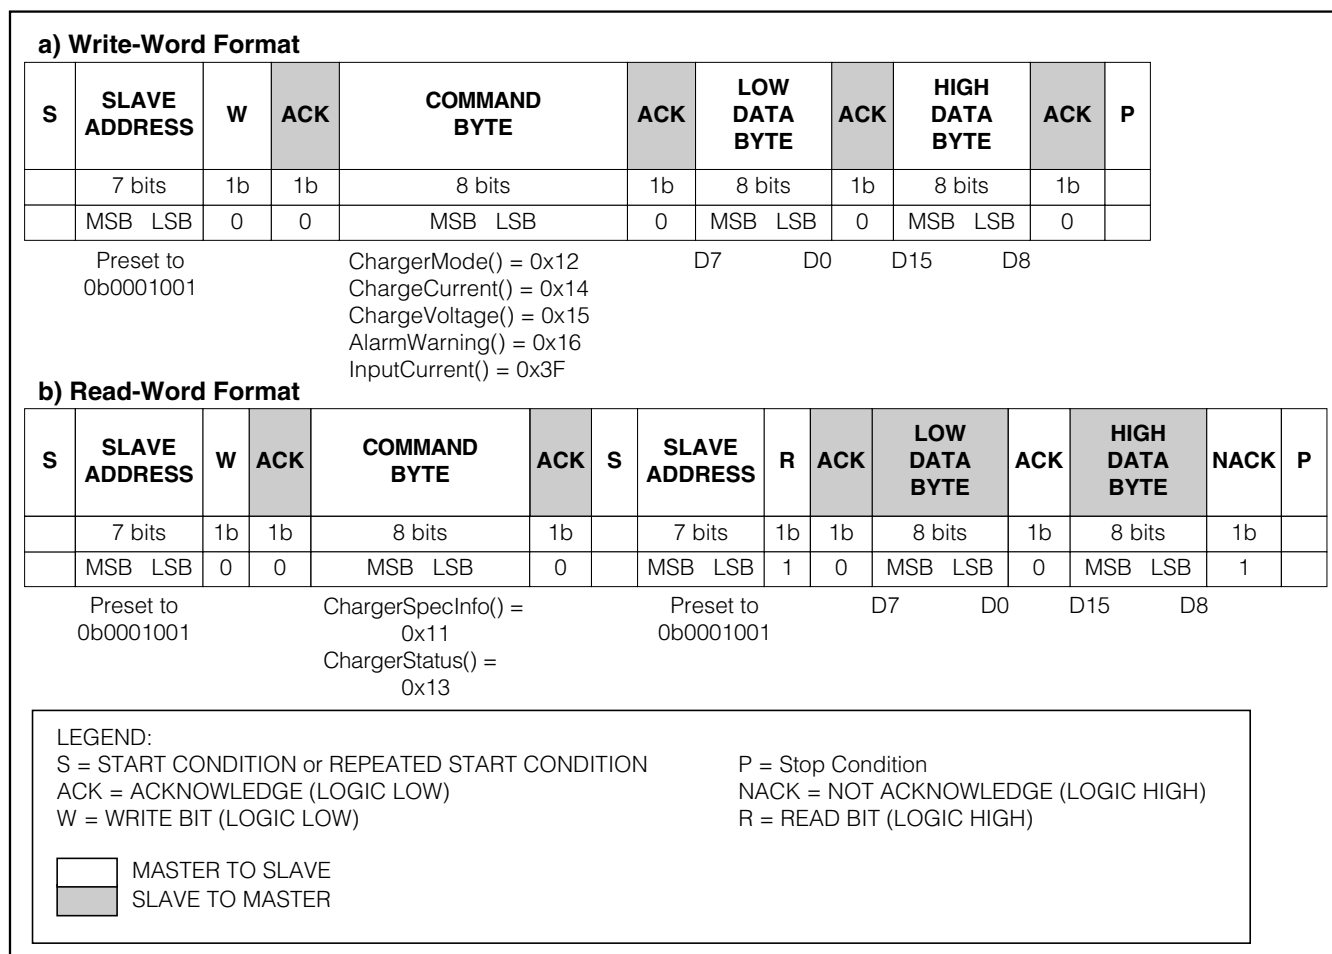 a) Write-Word Format
S SLAVE ADDRESS W ACK COMMAND BYTE ACK LOW DATA BYTE ACK HIGH DATA BYTE ACK P
7 bits 1b 1b 8 bits 1b 8 bits 1b 8 bits 1b
MSB LSB 0 0 MSB LSB 0 MSB LSB 0 MSB LSB 0
Preset to 0b0001001
ChargerMode() = 0x12
ChargeCurrent() = 0x14
ChargeVoltage() = 0x15
AlarmWarning() = 0x16
InputCurrent() = 0x3F
D7 D0 D15 D8
b) Read-Word Format
S SLAVE ADDRESS W ACK COMMAND BYTE ACK S SLAVE ADDRESS R ACK LOW DATA BYTE ACK HIGH DATA BYTE NACK P
7 bits 1b 1b 8 bits 1b 7 bits 1b 1b 8 bits 1b 8 bits 1b
MSB LSB 0 0 MSB LSB 0 MSB LSB 1 0 MSB LSB 0 MSB LSB 1
Preset to 0b0001001
ChargerSpecInfo() =
0x11
ChargerStatus() =
0x13
Preset to 0b0001001
D7 D0 D15 D8
LEGEND:
S = START CONDITION or REPEATED START CONDITION
ACK = ACKNOWLEDGE (LOGIC LOW)
W = WRITE BIT (LOGIC LOW)
P = Stop Condition
NACK = NOT ACKNOWLEDGE (LOGIC HIGH)
R = READ BIT (LOGIC HIGH)
MASTER TO SLAVE
SLAVE TO MASTER